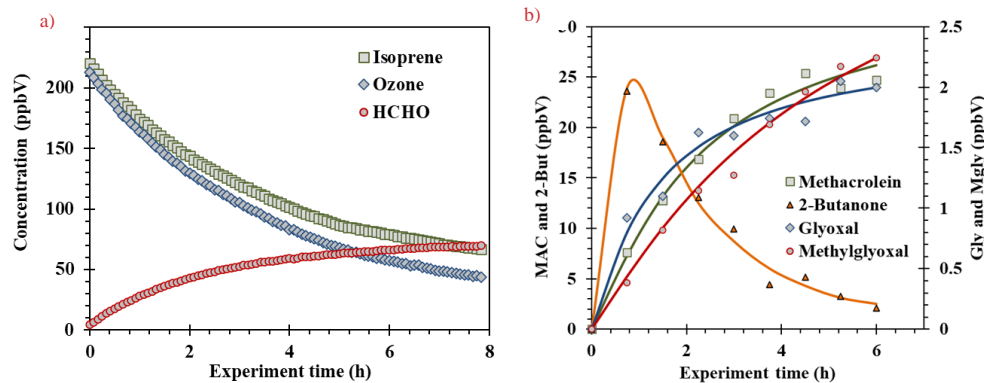 a)
Concentration (ppbV)
200
150
100
50
0
0
2
4
6
8
Isoprene
Ozone
HCHO
Experiment time (h)
b)
MAC and 2-But (ppbV)
25
20
15
10
5
0
2.5
2
1.5
1
0.5
0
Gly and Mgly (ppbV)
0
2
4
6
Methacrolein
2-Butanone
Glyoxal
Methylglyoxal
Experiment time (h)